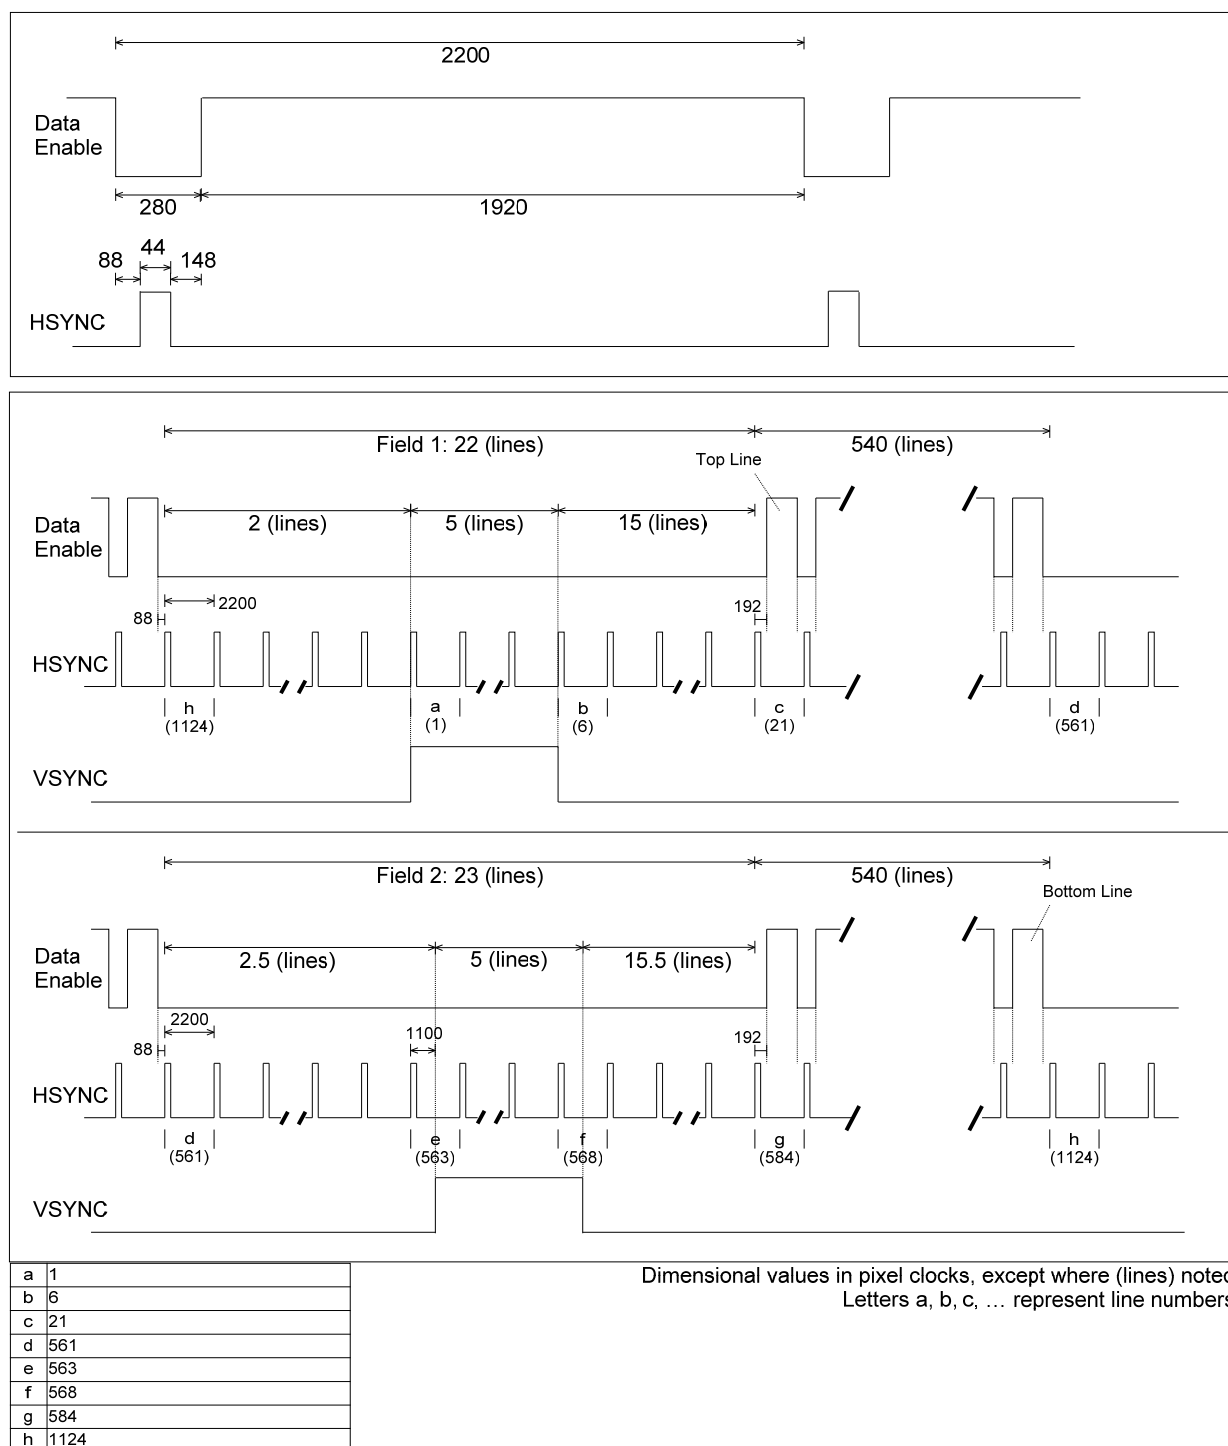 2200
Data
Enable
280
1920
88
44
148
HSYNC
Field 1: 22 (lines)
540 (lines)
Top Line
Data
Enable
2 (lines)
5 (lines)
15 (lines)
88
2200
192
HSYNC
h
(1124)
a
(1)
b
(6)
c
(21)
d
(561)
VSYNC
Field 2: 23 (lines)
540 (lines)
Bottom Line
Data
Enable
2.5 (lines)
5 (lines)
15.5 (lines)
2200
88
1100
192
HSYNC
d
(561)
e
(563)
f
(568)
g
(584)
h
(1124)
VSYNC
a 1
b 6
c 21
d 561
e 563
f 568
g 584
h 1124
Dimensional values in pixel clocks, except where (lines) noted
Letters a, b, c, … represent line numbers